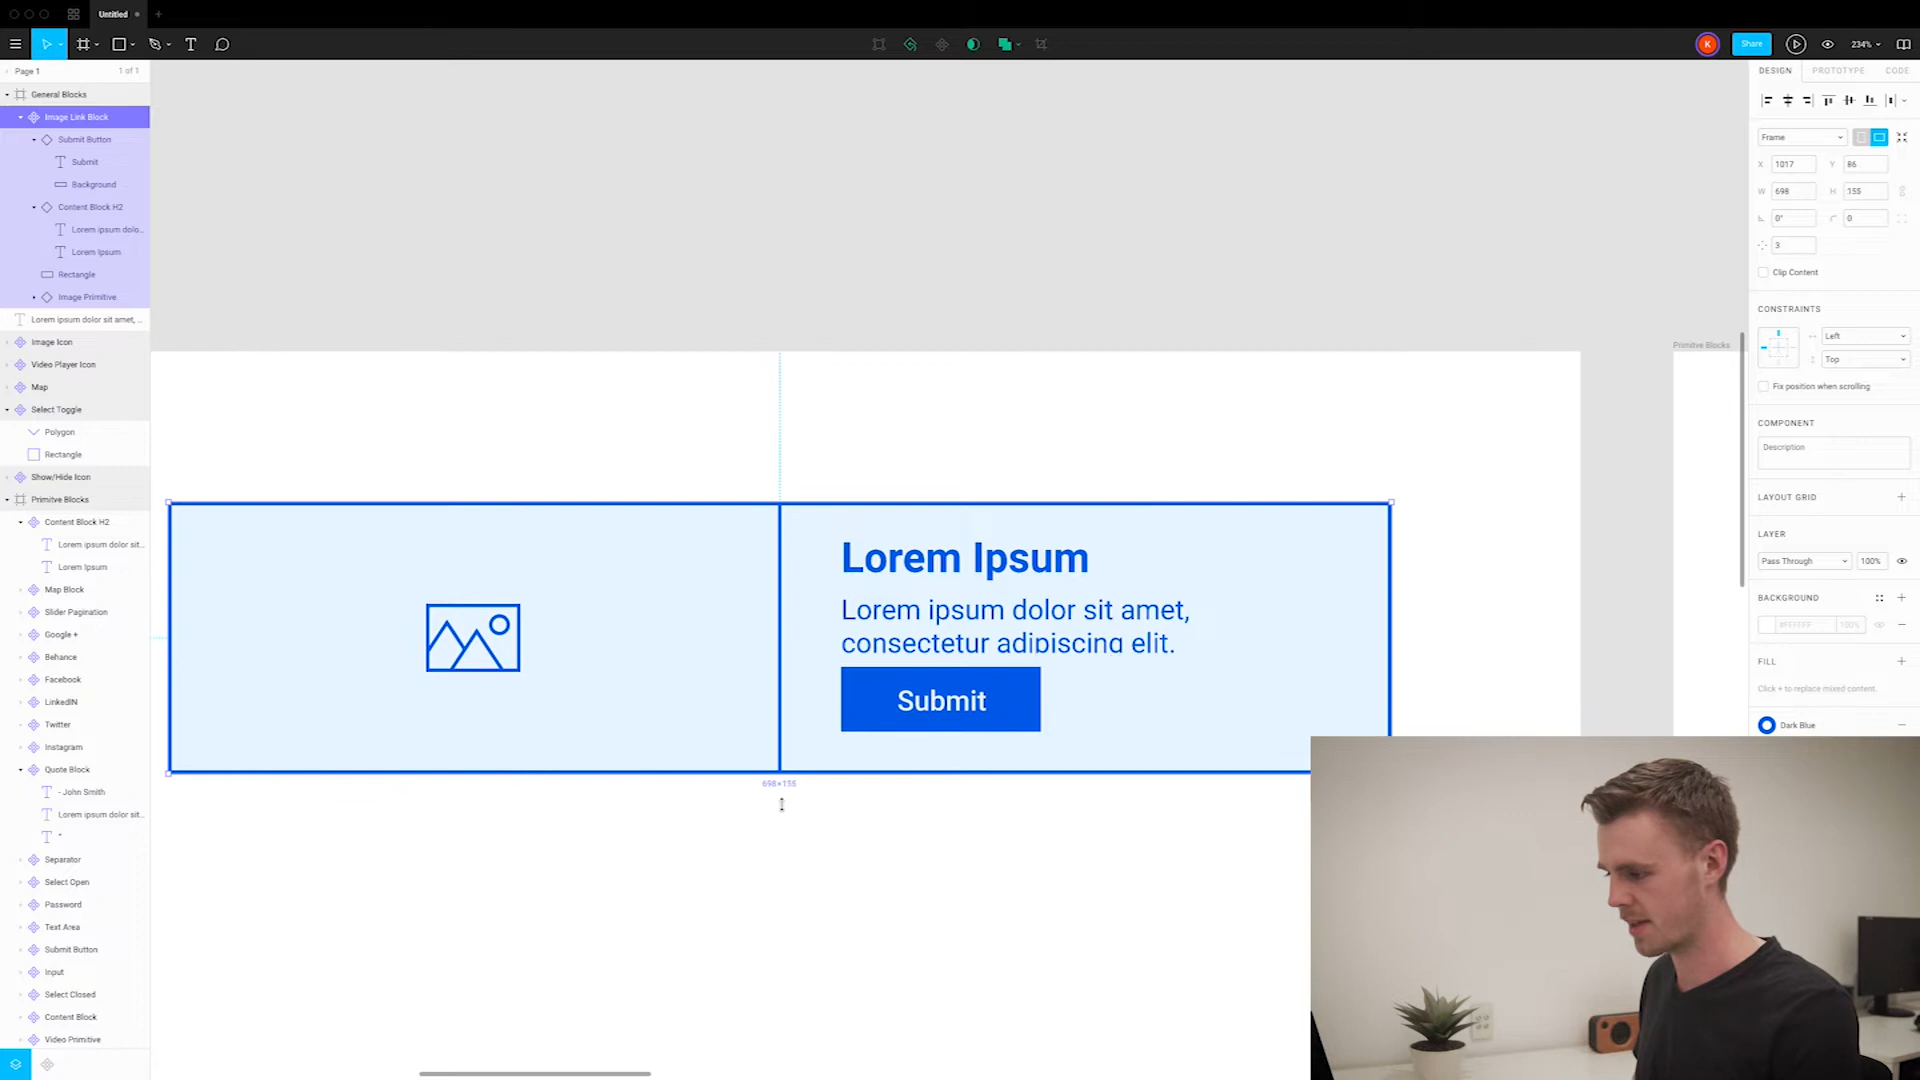 Untitled
Share
234%
Page 1
1 of 1
General Blocks
Image Link Block
Submit Button
Submit
Background
Content Block H2
Lorem ipsum dolo...
Lorem Ipsum
Rectangle
Image Primitive
Lorem ipsum dolor sit amet, ...
Image Icon
Video Player Icon
Map
Select Toggle
Polygon
Rectangle
Show/Hide Icon
Primitve Blocks
Content Block H2
Lorem ipsum dolor sit...
Lorem Ipsum
Map Block
Slider Pagination
Google +
Behance
Facebook
LinkedIN
Twitter
Instagram
Quote Block
- John Smith
Lorem ipsum dolor sit...
"
Separator
Select Open
Password
Text Area
Submit Button
Input
Select Closed
Content Block
Video Primitive
Primitve Blocks
Lorem Ipsum
Lorem ipsum dolor sit amet,
consectetur adipiscing elit.
Submit
698×155
K
DESIGN
PROTOTYPE
CODE
Frame
X 1017
Y 86
W 698
H 155
0°
0
3
Clip Content
CONSTRAINTS
Left
Top
Fix position when scrolling
COMPONENT
Description
LAYOUT GRID
LAYER
Pass Through
100%
BACKGROUND
#FFFFFF
100%
FILL
Click + to replace mixed content.
Dark Blue